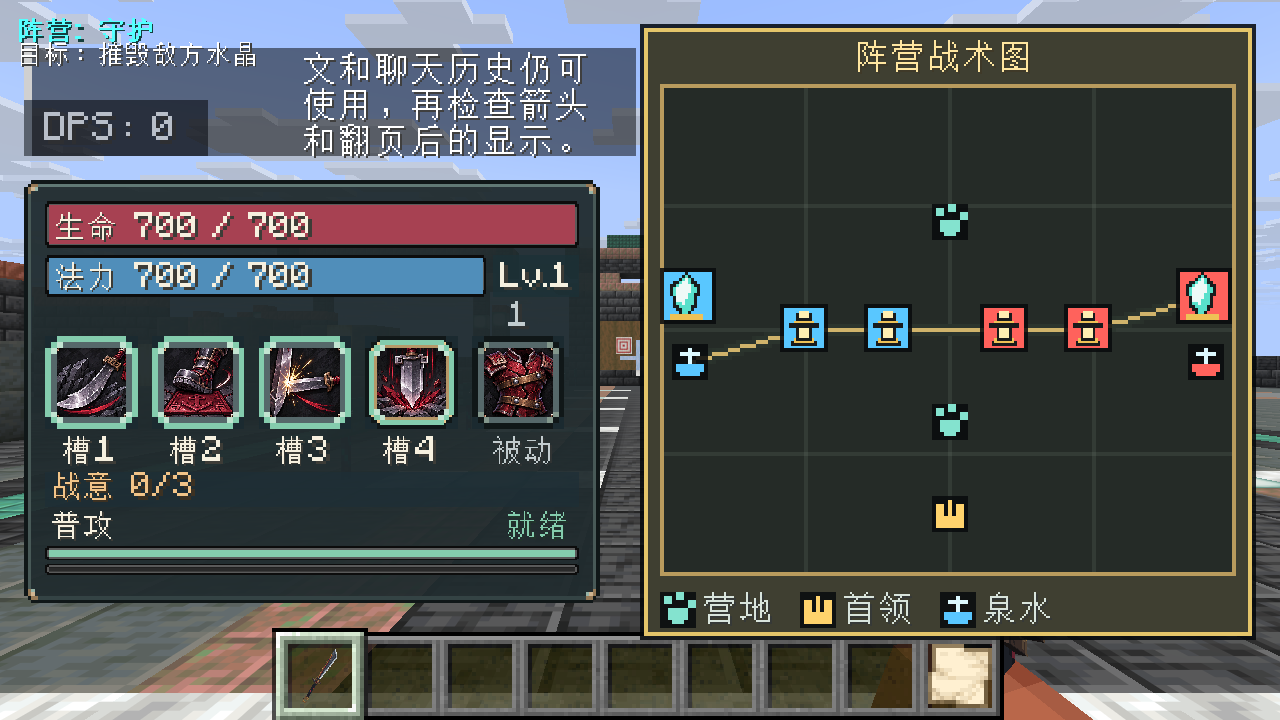 阵营: 守护
目标: 摧毁敌方水晶
文和聊天历史仍可
使用，再检查箭头
和翻页后的显示。
DPS: 0
生命 700 / 700
法力 700 / 700
Lv.1
1
槽1 槽2 槽3 槽4 被动
战意 0/3
普攻 就绪
阵营战术图
营地 首领 泉水